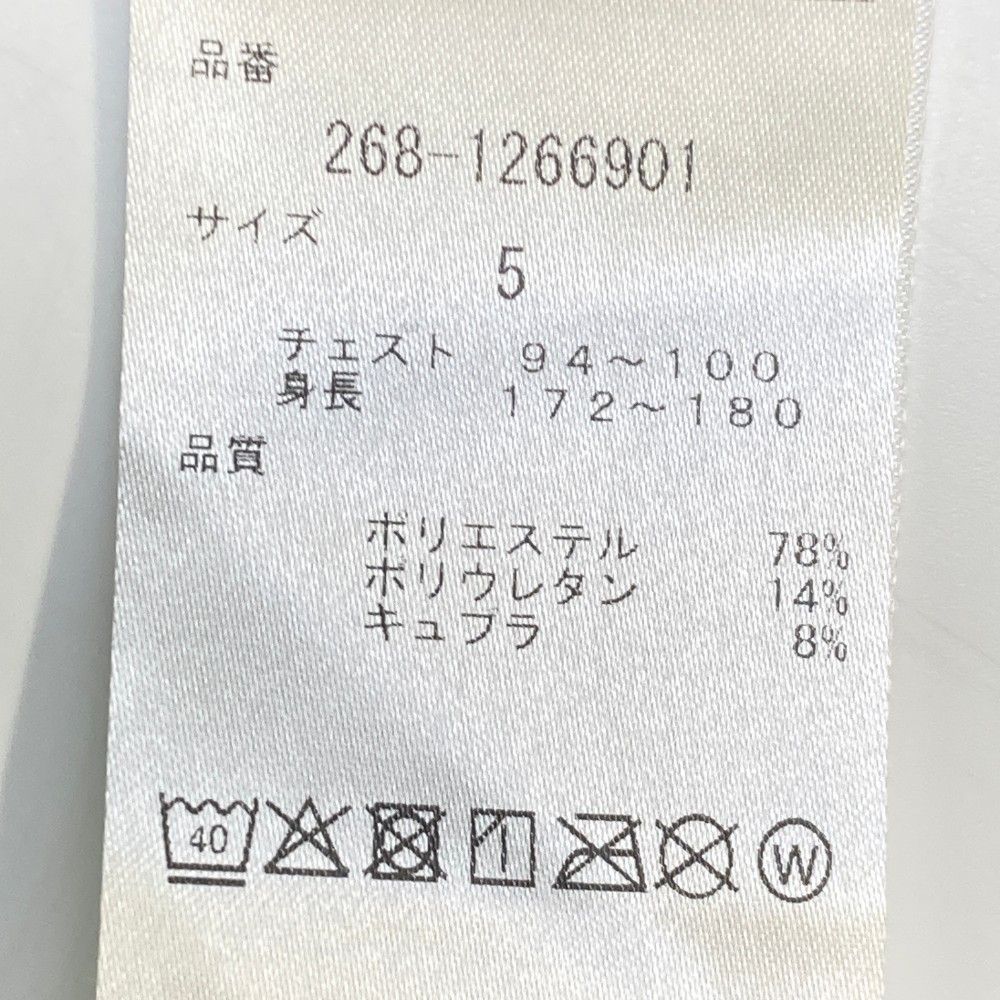 品番
268-1266901
サイズ
5
チェスト 94～100
身長 172～180
品質
ポリエステル 78%
ポリウレタン 14%
キュプラ 8%
40 W